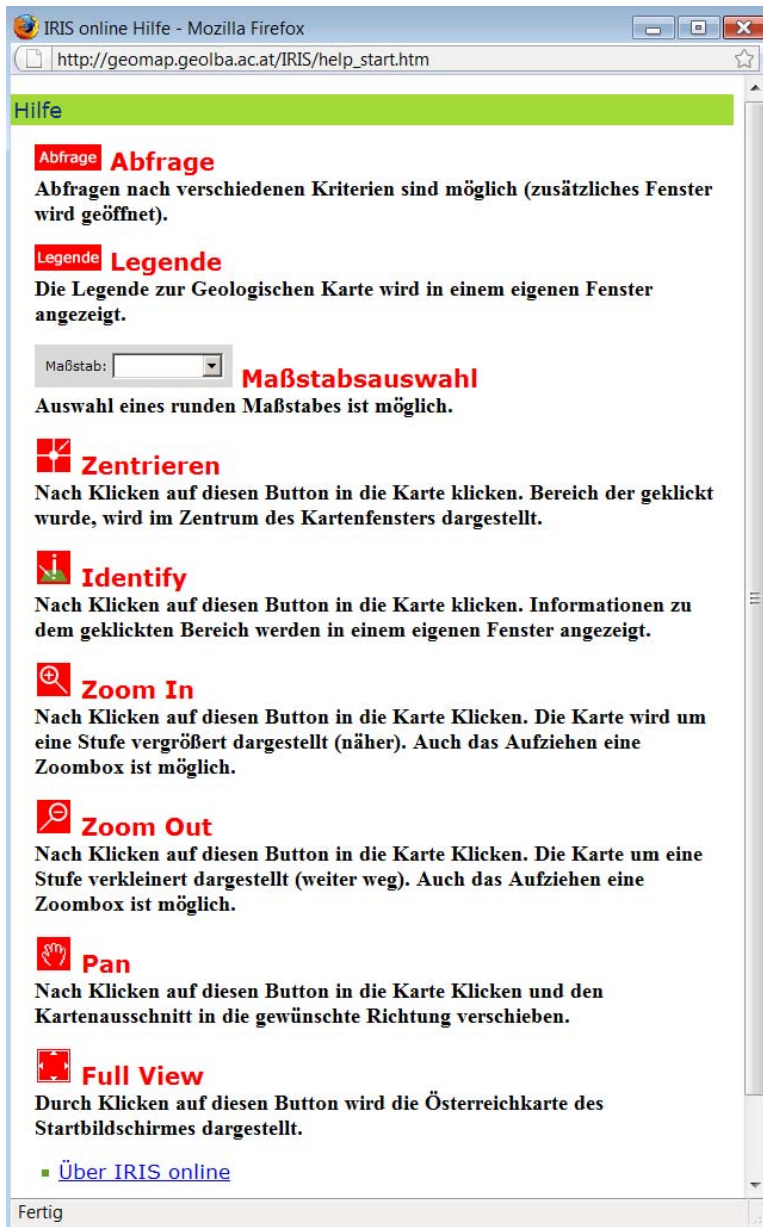 IRIS online Hilfe - Mozilla Firefox
http://geomap.geolba.ac.at/IRIS/help_start.htm
Hilfe
Abfrage Abfrage
Abfragen nach verschiedenen Kriterien sind möglich (zusätzliches Fenster
wird geöffnet).
Legende Legende
Die Legende zur Geologischen Karte wird in einem eigenen Fenster
angezeigt.
Maßstab: Maßstabsauswahl
Auswahl eines runden Maßstabes ist möglich.
Zentrieren
Nach Klicken auf diesen Button in die Karte klicken. Bereich der geklickt
wurde, wird im Zentrum des Kartenfensters dargestellt.
Identify
Nach Klicken auf diesen Button in die Karte klicken. Informationen zu
dem geklickten Bereich werden in einem eigenen Fenster angezeigt.
Zoom In
Nach Klicken auf diesen Button in die Karte Klicken. Die Karte wird um
eine Stufe vergrößert dargestellt (näher). Auch das Aufziehen eine
Zoombox ist möglich.
Zoom Out
Nach Klicken auf diesen Button in die Karte Klicken. Die Karte um eine
Stufe verkleinert dargestellt (weiter weg). Auch das Aufziehen eine
Zoombox ist möglich.
Pan
Nach Klicken auf diesen Button in die Karte Klicken und den
Kartenausschnitt in die gewünschte Richtung verschieben.
Full View
Durch Klicken auf diesen Button wird die Österreichkarte des
Startbildschirmes dargestellt.
Über IRIS online
Fertig